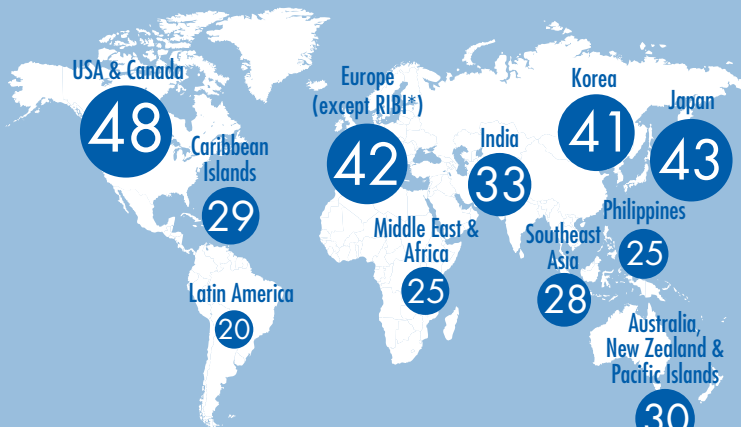 USA & Canada
48
Caribbean
Islands
29
Latin America
20
Europe
(except RIBI*)
42
Middle East &
Africa
25
India
33
Korea
41
Japan
43
Philippines
25
Southeast
Asia
28
Australia,
New Zealand &
Pacific Islands
30